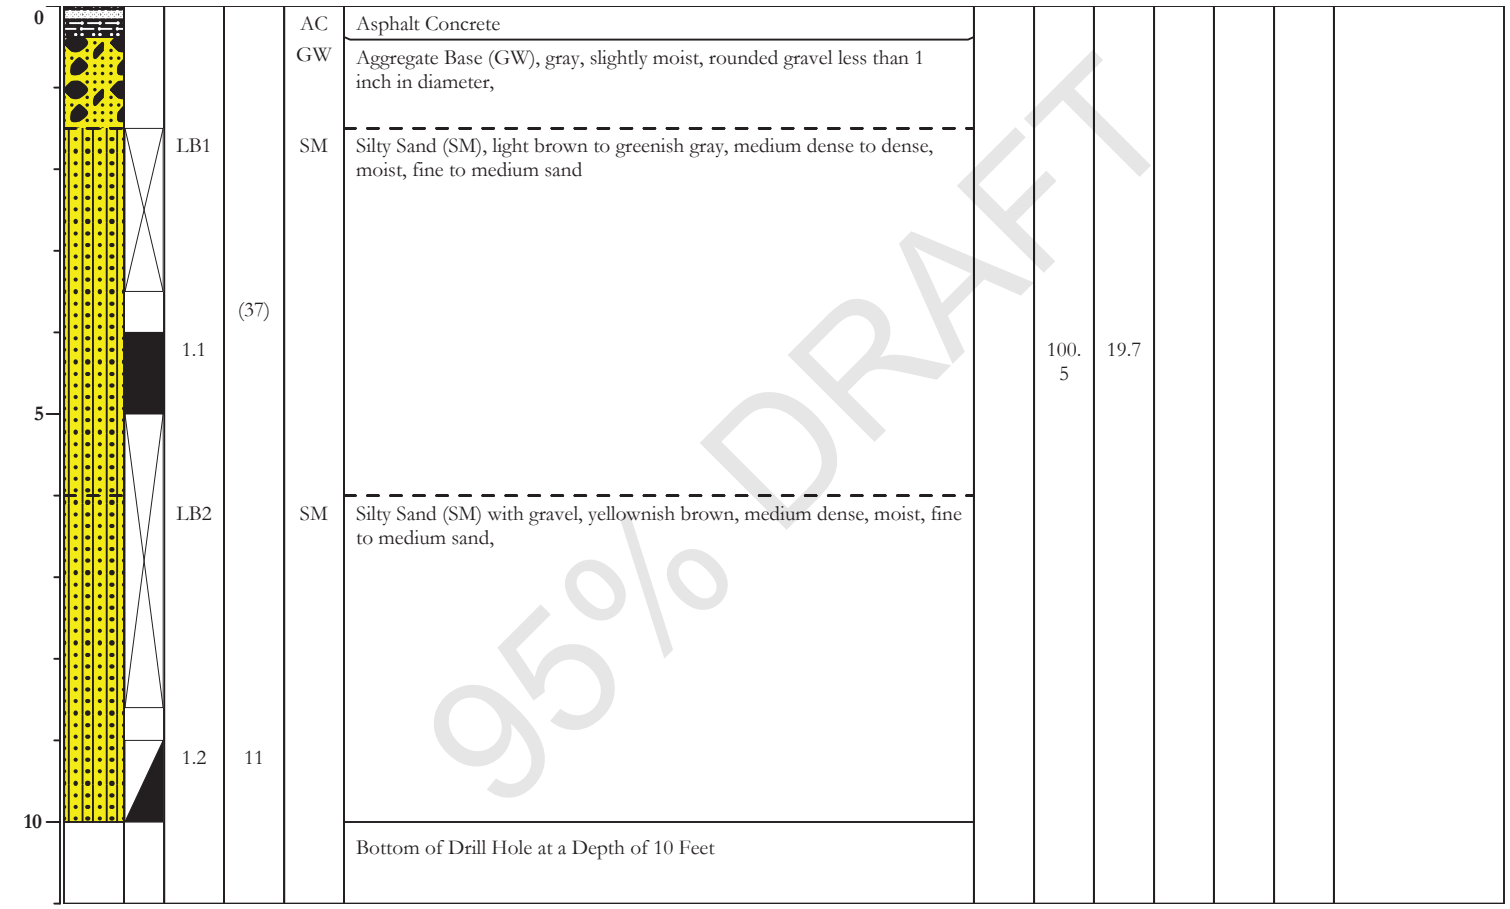 0
AC Asphalt Concrete
GW Aggregate Base (GW), gray, slightly moist, rounded gravel less than 1
inch in diameter,
LB1 SM Silty Sand (SM), light brown to greenish gray, medium dense to dense,
moist, fine to medium sand
(37)
1.1 100. 19.7
5
5
LB2 SM Silty Sand (SM) with gravel, yellownish brown, medium dense, moist, fine
to medium sand,
1.2 11
10
Bottom of Drill Hole at a Depth of 10 Feet
95% DRAFT